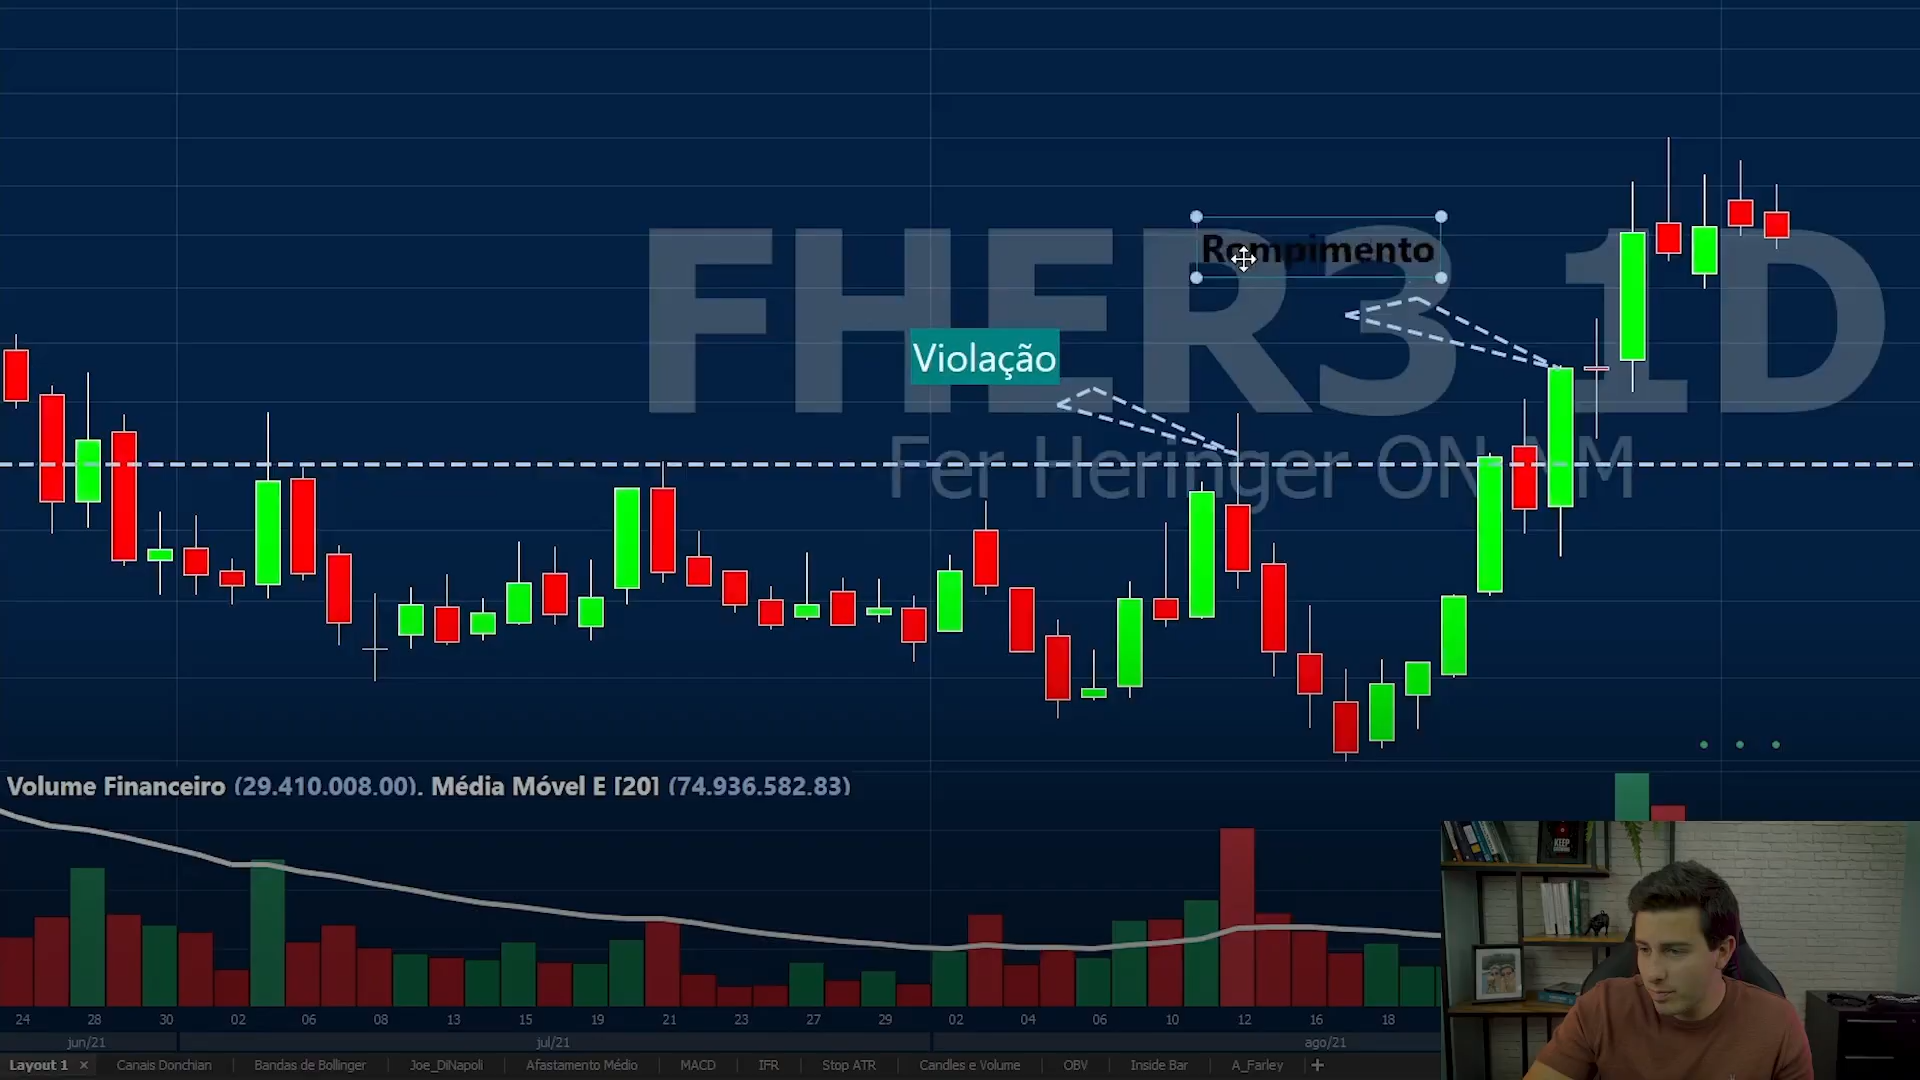 FHER3 1D
Rompimento
Violação
Fer Heringer ON NM
Volume Financeiro (29.410.008.00). Média Móvel E [20] (74.936.582.83)
KEEP
24 28 30 02 06 08 13 15 19 21 23 27 29 02 04 06 10 12 16 18
jun/21 jul/21 ago/21
Layout 1 × Canais Donchian Bandas de Bollinger Joe_DiNapoli Afastamento Médio MACD IFR Stop ATR Candles e Volume OBV Inside Bar A_Farley +